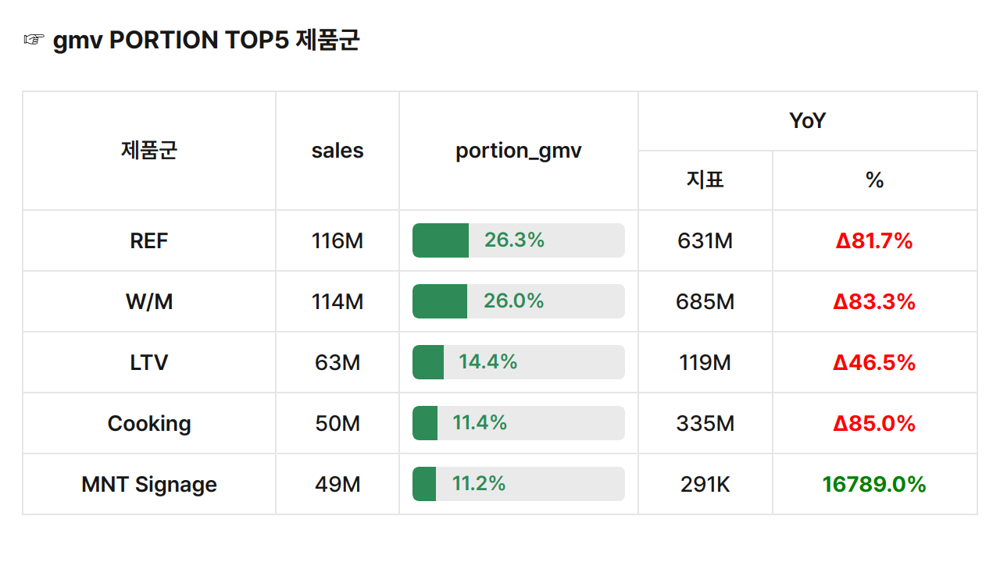 ☞ gmv PORTION TOP5 제품군
제품군 sales portion_gmv YoY
지표 %
REF 116M 26.3% 631M Δ81.7%
W/M 114M 26.0% 685M Δ83.3%
LTV 63M 14.4% 119M Δ46.5%
Cooking 50M 11.4% 335M Δ85.0%
MNT Signage 49M 11.2% 291K 16789.0%